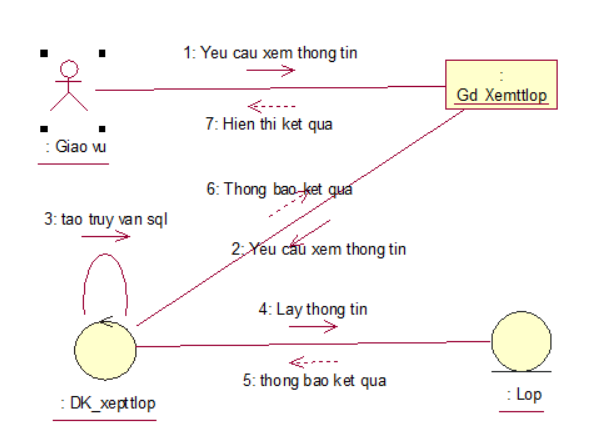 1: Yeu cau xem thong tin
:
Gd_Xemttlop
7: Hien thi ket qua
: Giao vu
6: Thong bao ket qua
3: tao truy van sql
2: Yeu cau xem thong tin
4: Lay thong tin
5: thong bao ket qua
: Lop
: DK_xepttlop